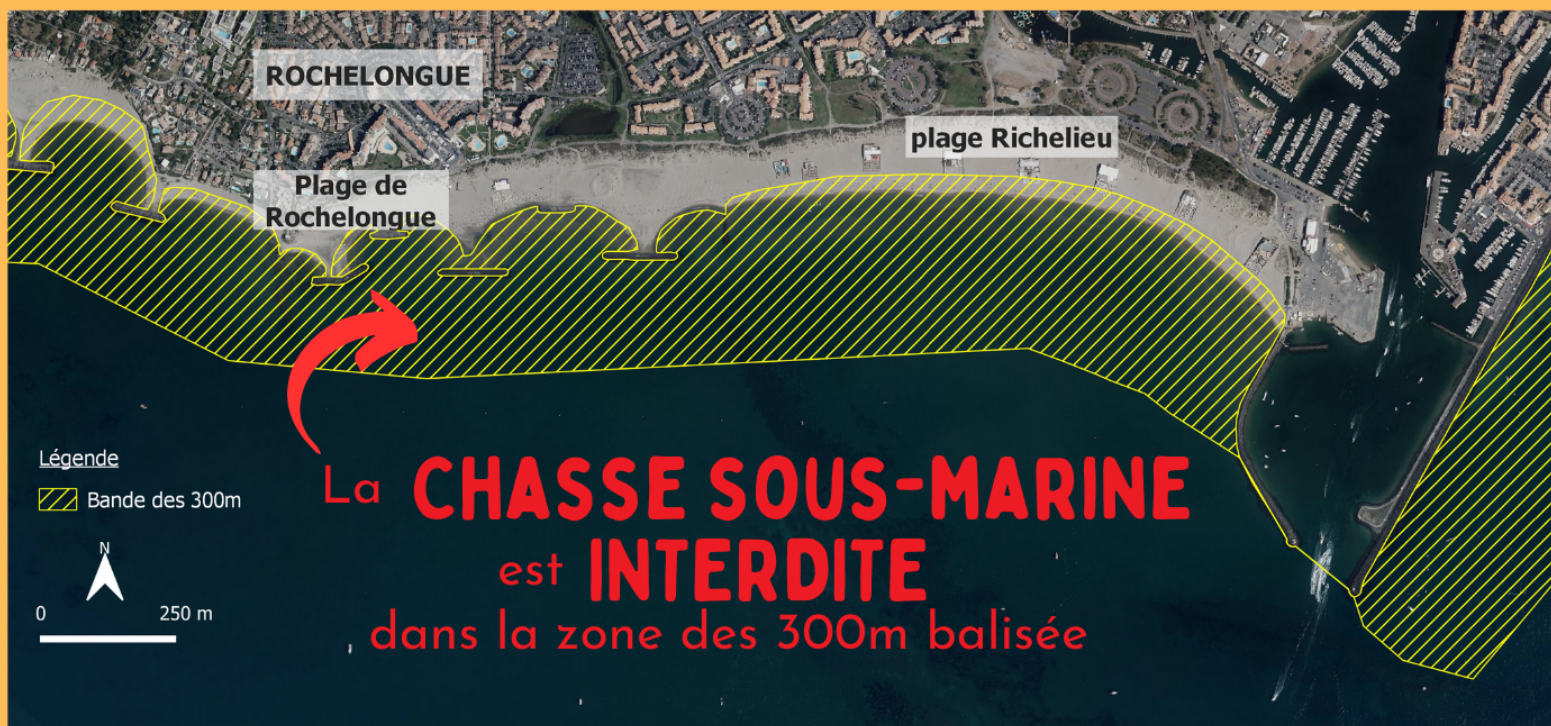 ROCHELONGUE
plage Richelieu
Plage de
Rochelongue
Légende
Bande des 300m
N
0 250 m
La CHASSE SOUS-MARINE
est INTERDITE
dans la zone des 300m balisée